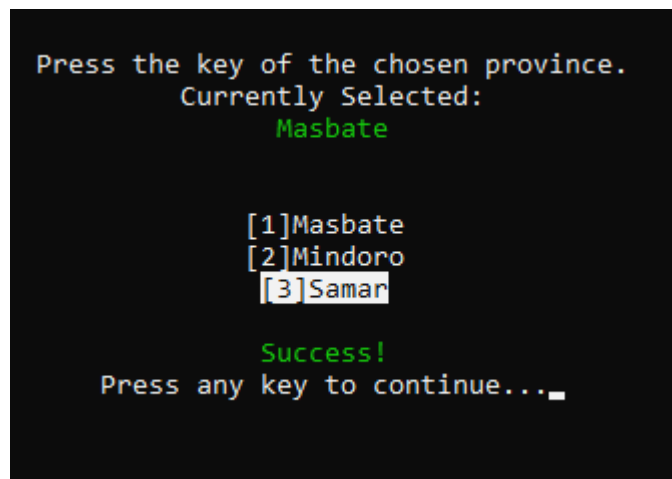 Press the key of the chosen province.
Currently Selected:
Masbate
[1]Masbate
[2]Mindoro
[3]Samar
Success!
Press any key to continue...